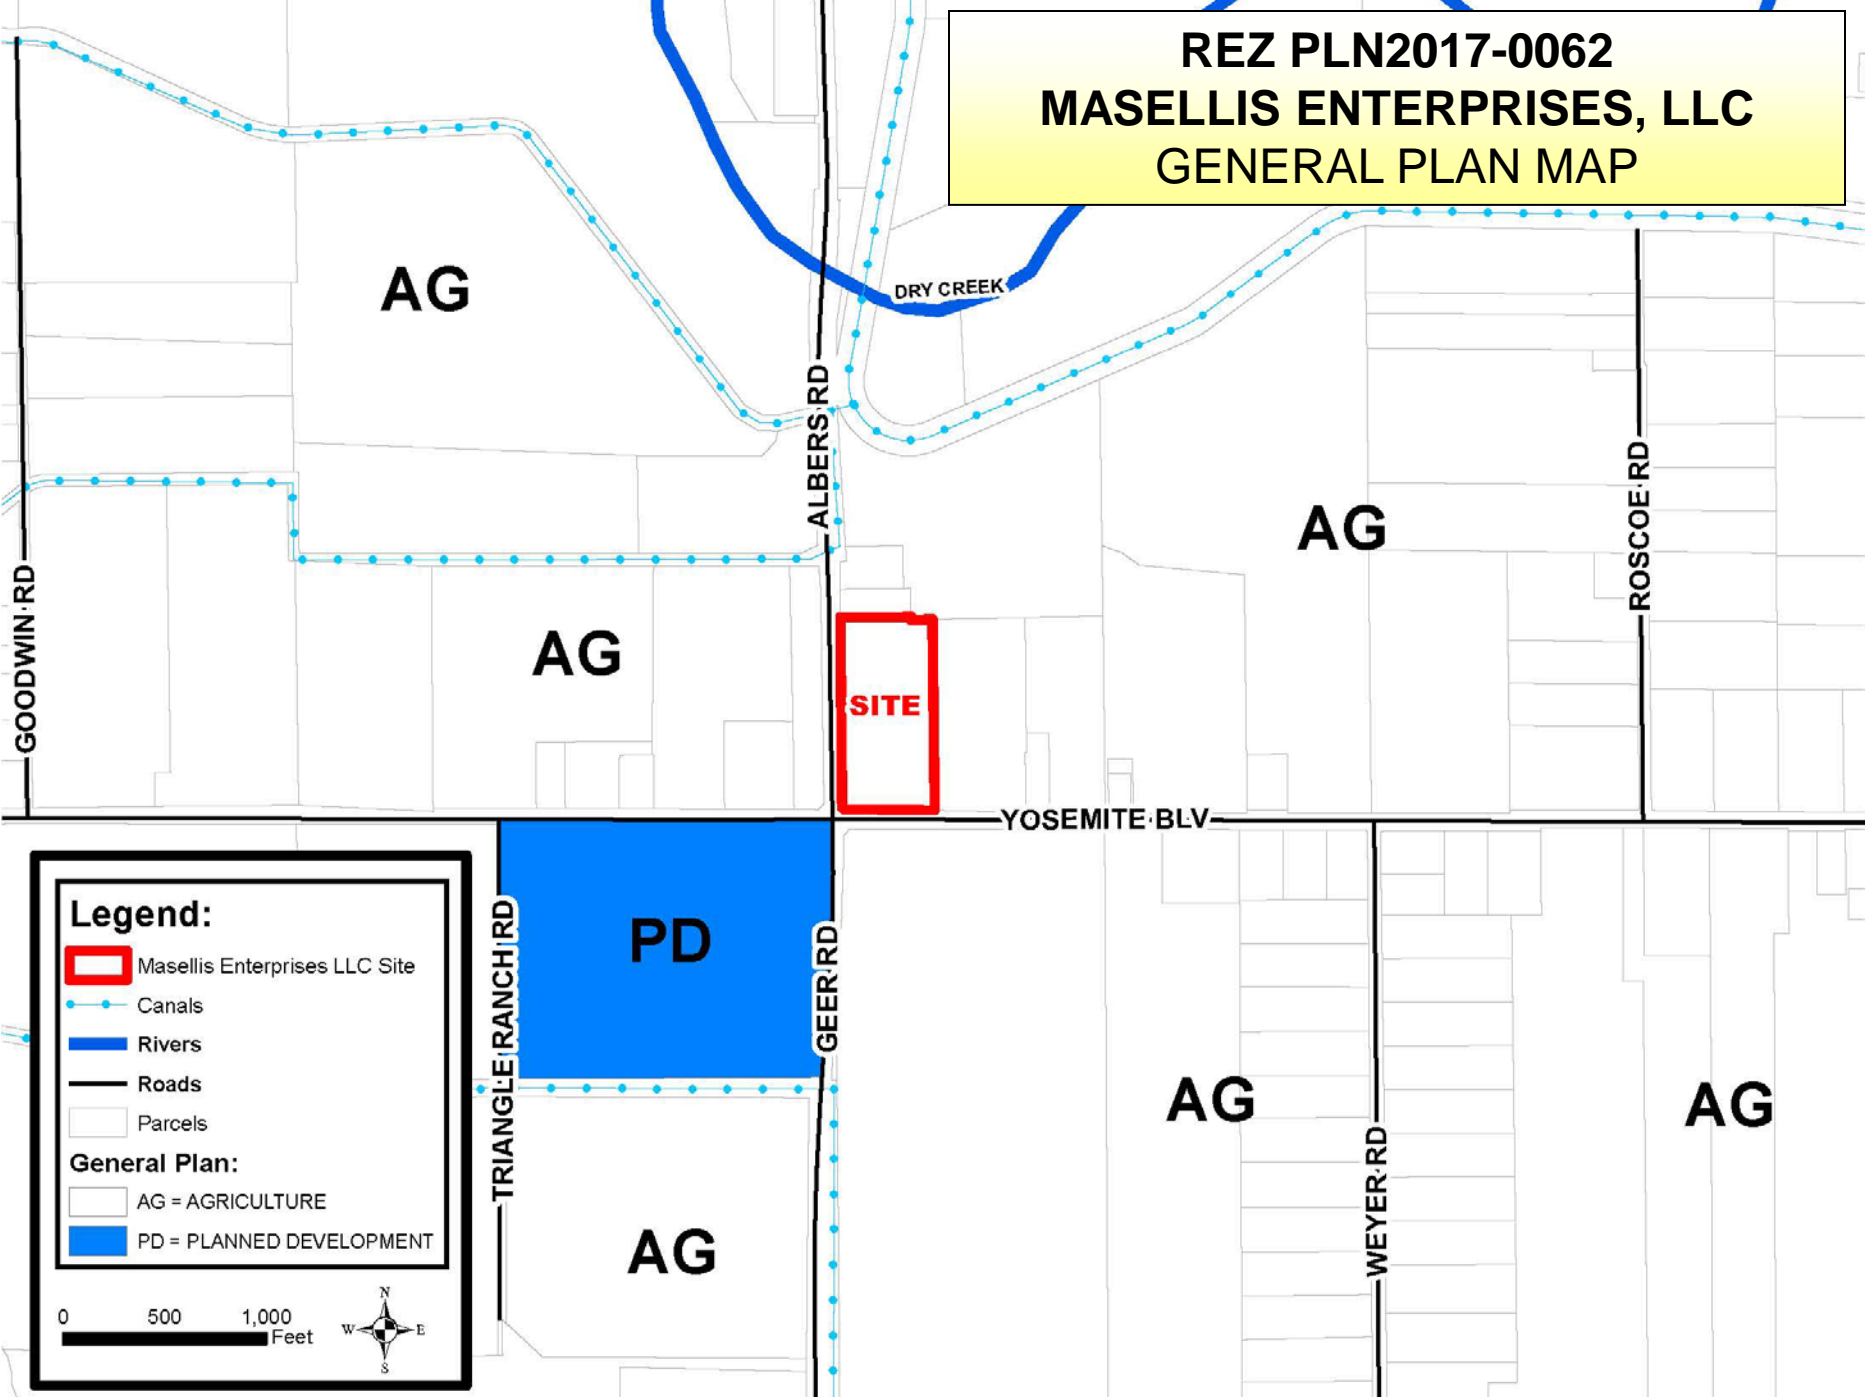 REZ PLN2017-0062
MASELLIS ENTERPRISES, LLC
GENERAL PLAN MAP
DRY CREEK
AG
ALBERS RD
AG
ROSCOE RD
GOODWIN RD
AG
SITE
YOSEMITE BLV
PD
TRIANGLE RANCH RD
GEER RD
AG
AG
WEYER RD
AG
Legend:
Masellis Enterprises LLC Site
Canals
Rivers
Roads
Parcels
General Plan:
AG = AGRICULTURE
PD = PLANNED DEVELOPMENT
0 500 1,000
Feet
N
W E
S